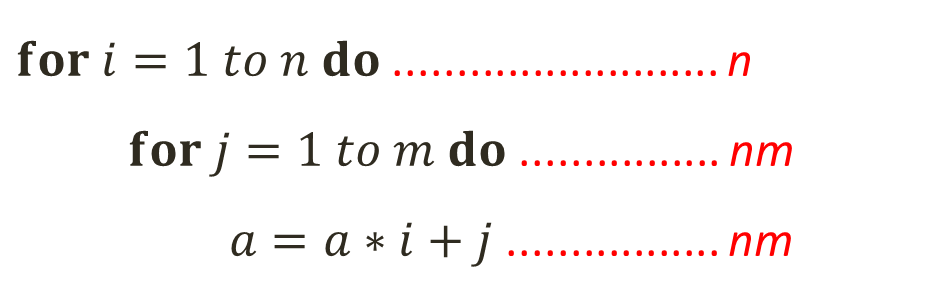 for i = 1 to n do .......................... n
for j = 1 to m do ................ nm
a = a * i + j ................. nm